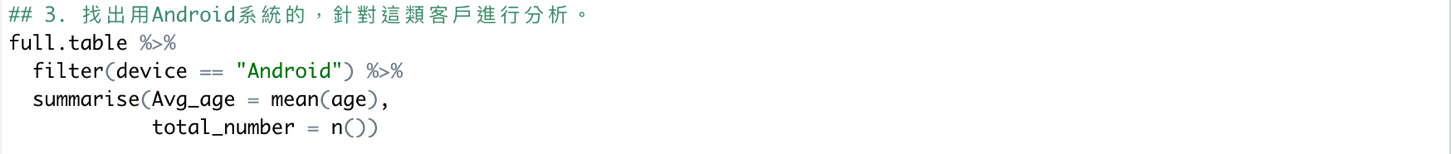 ## 3. 找出用Android系統的，針對這類客戶進行分析。
full.table %>%
  filter(device == "Android") %>%
  summarise(Avg_age = mean(age),
            total_number = n())